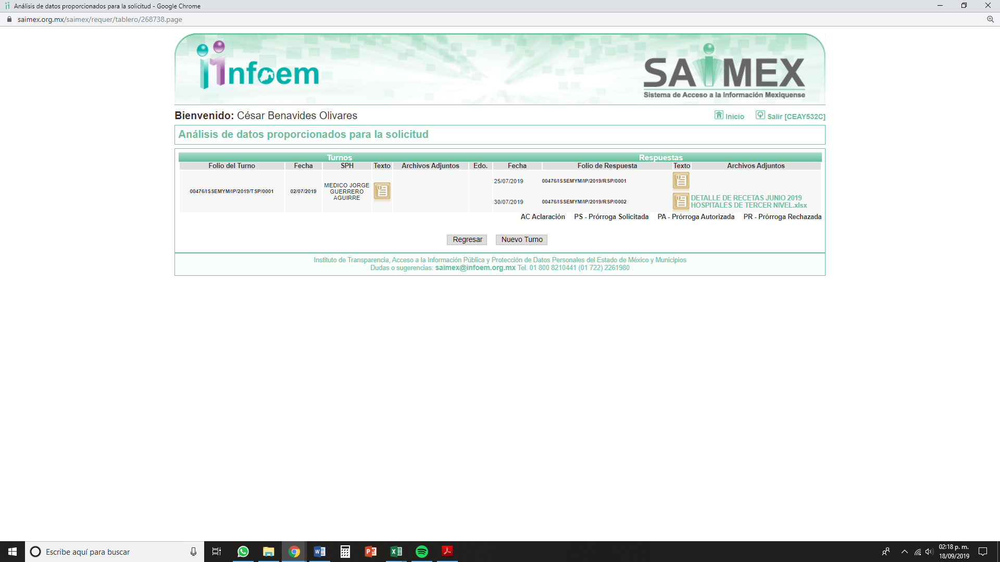 Análisis de datos proporcionados para la solicitud - Google Chrome
saimex.org.mx/saimex/requer/tablero/268738.page
infoem
SAIMEX
Sistema de Acceso a la Información Mexiquense
Bienvenido: César Benavides Olivares
Inicio Salir [CEAY532C]
Análisis de datos proporcionados para la solicitud
Turnos Respuestas
Folio del Turno Fecha SPH Texto Archivos Adjuntos Edo. Fecha Folio de Respuesta Texto Archivos Adjuntos
00476/ISSEMYM/IP/2019/TSP/0001 02/07/2019 MEDICO JORGE
GUERRERO
AGUIRRE
25/07/2019 00476/ISSEMYM/IP/2019/RSP/0001
30/07/2019 00476/ISSEMYM/IP/2019/RSP/0002 DETALLE DE RECETAS JUNIO 2019
HOSPITALES DE TERCER NIVEL.xlsx
AC Aclaración PS - Prórroga Solicitada PA - Prórroga Autorizada PR - Prórroga Rechazada
Regresar Nuevo Turno
Instituto de Transparencia, Acceso a la Información Pública y Protección de Datos Personales del Estado de México y Municipios
Dudas o sugerencias: saimex@infoem.org.mx Tel. 01 800 8210441 (01 722) 2261980
Escribe aquí para buscar
02:18 p. m.
18/09/2019